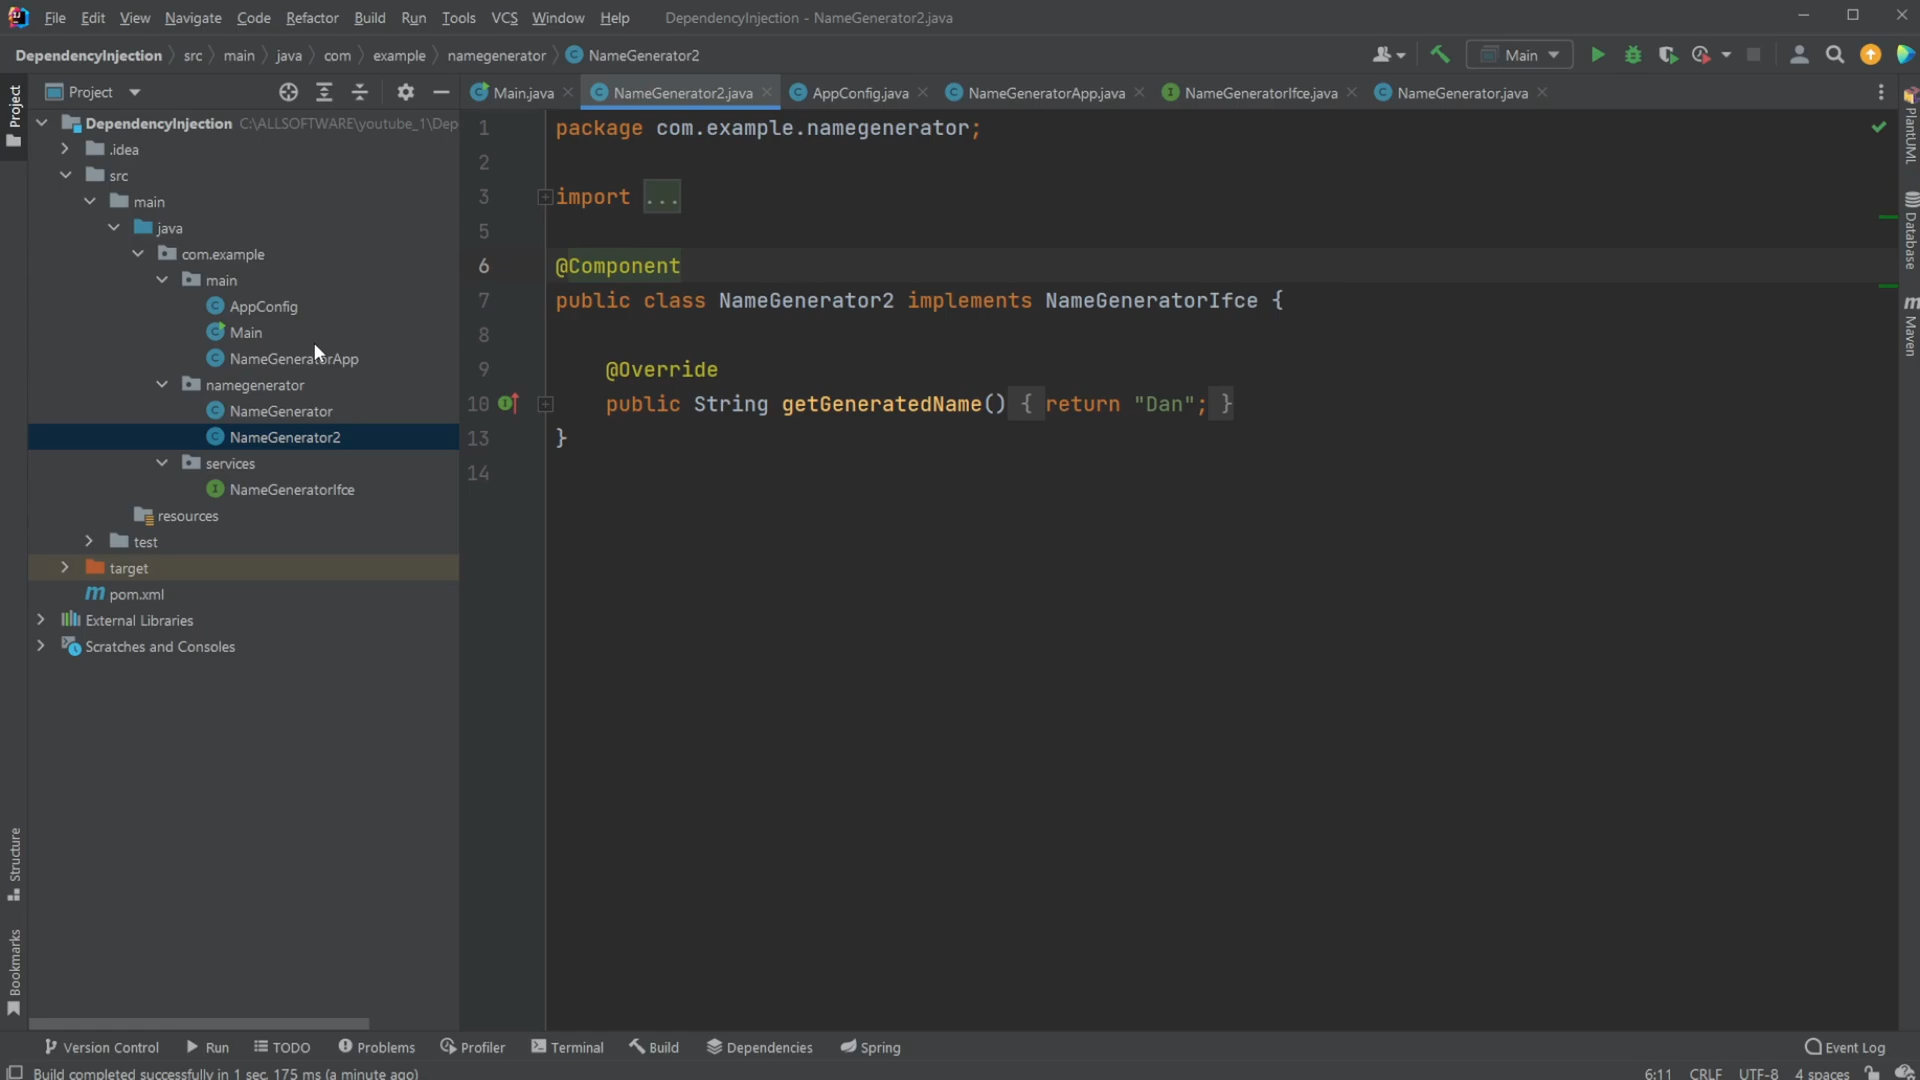 File Edit View Navigate Code Refactor Build Run Tools VCS Window Help DependencyInjection - NameGenerator2.java
DependencyInjection src main java com example namegenerator NameGenerator2 Main
Project
Project
Main.java NameGenerator2.java AppConfig.java NameGeneratorApp.java NameGeneratorIfce.java NameGenerator.java
DependencyInjection C:\ALLSOFTWARE\youtube_1\Dep
.idea
src
main
java
com.example
main
AppConfig
Main
NameGeneratorApp
namegenerator
NameGenerator
NameGenerator2
services
NameGeneratorIfce
resources
test
target
pom.xml
External Libraries
Scratches and Consoles
1 package com.example.namegenerator;
2
3 import ...
5
6 @Component
7 public class NameGenerator2 implements NameGeneratorIfce {
8
9 @Override
10 public String getGeneratedName() { return "Dan"; }
13 }
14
PlantUML
Database
Maven
Structure
Bookmarks
Version Control Run TODO Problems Profiler Terminal Build Dependencies Spring Event Log
Build completed successfully in 1 sec, 175 ms (a minute ago) 6:11 CRLF UTF-8 4 spaces